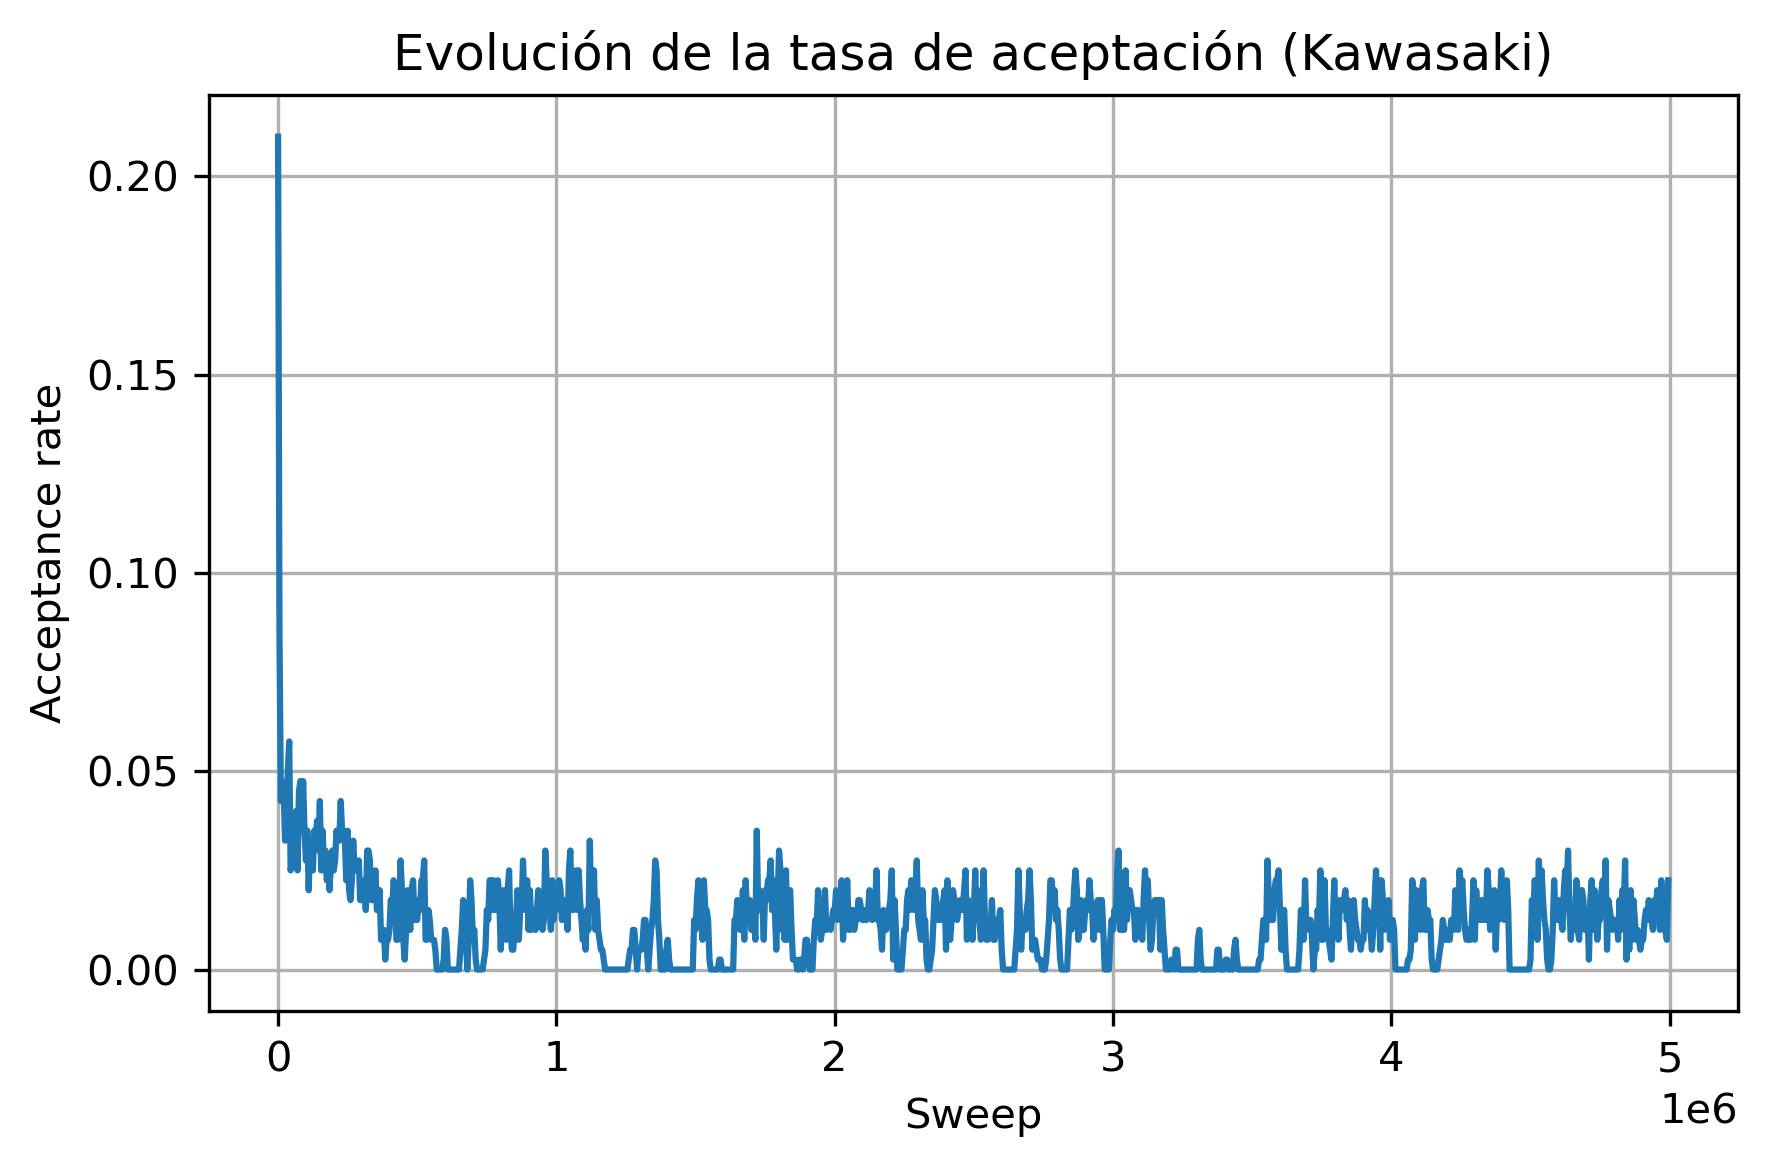 Evolución de la tasa de aceptación (Kawasaki)
Acceptance rate
0.20
0.15
0.10
0.05
0.00
0 1 2 3 4 5
1e6
Sweep